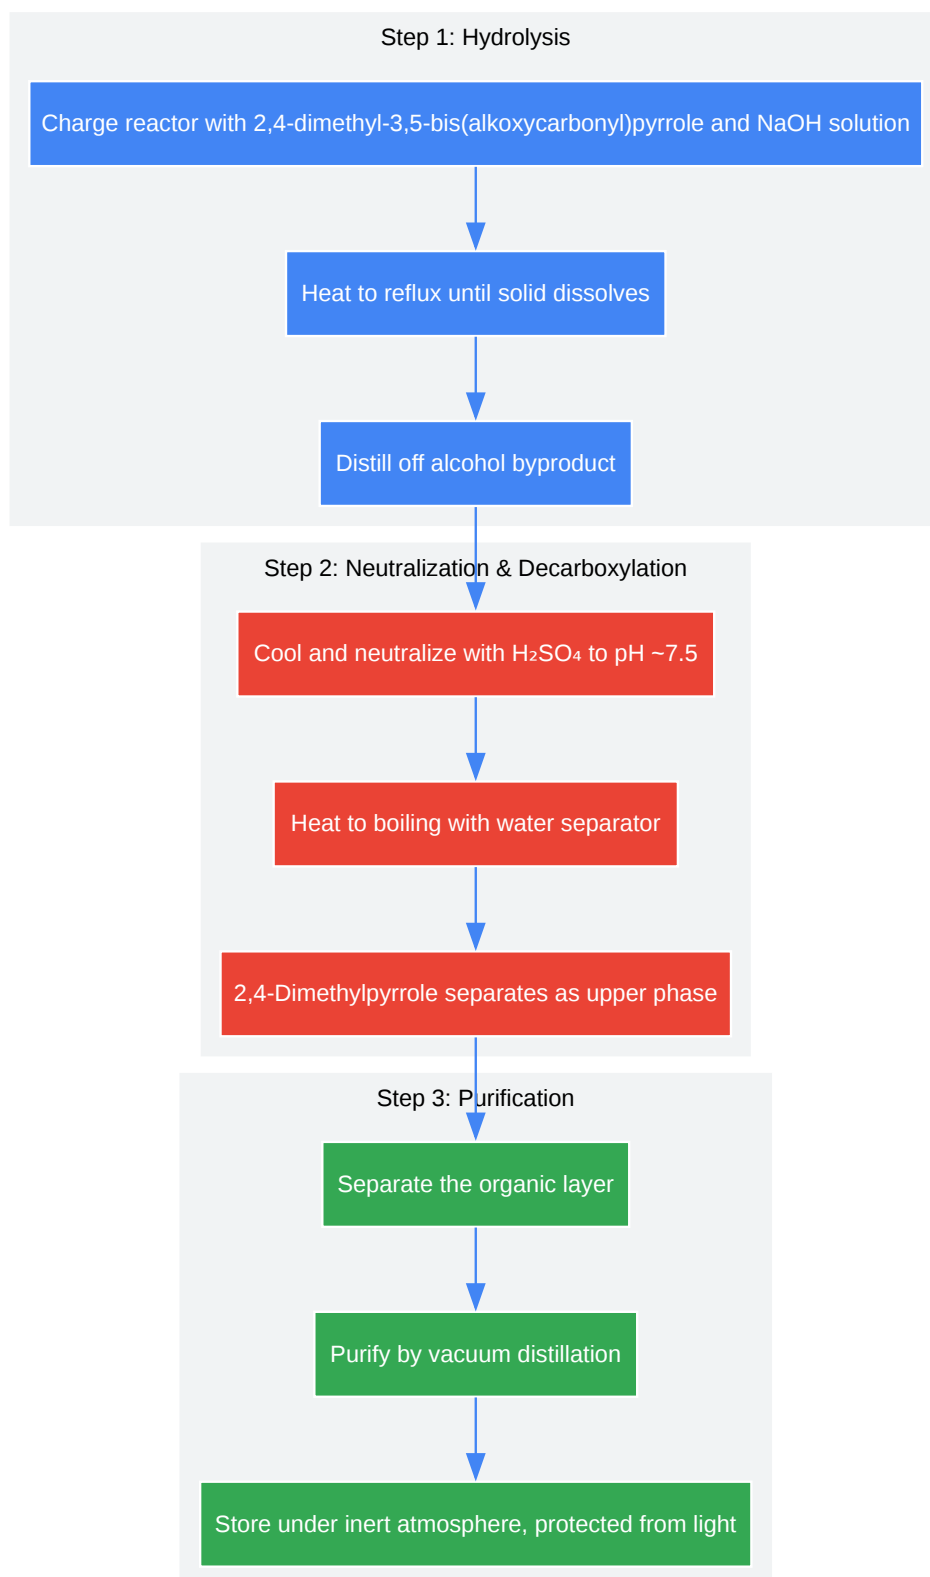 Step 1: Hydrolysis
Charge reactor with 2,4-dimethyl-3,5-bis(alkoxycarbonyl)pyrrole and NaOH solution
Heat to reflux until solid dissolves
Distill off alcohol byproduct
Step 2: Neutralization & Decarboxylation
Cool and neutralize with H₂SO₄ to pH ~7.5
Heat to boiling with water separator
2,4-Dimethylpyrrole separates as upper phase
Step 3: Purification
Separate the organic layer
Purify by vacuum distillation
Store under inert atmosphere, protected from light